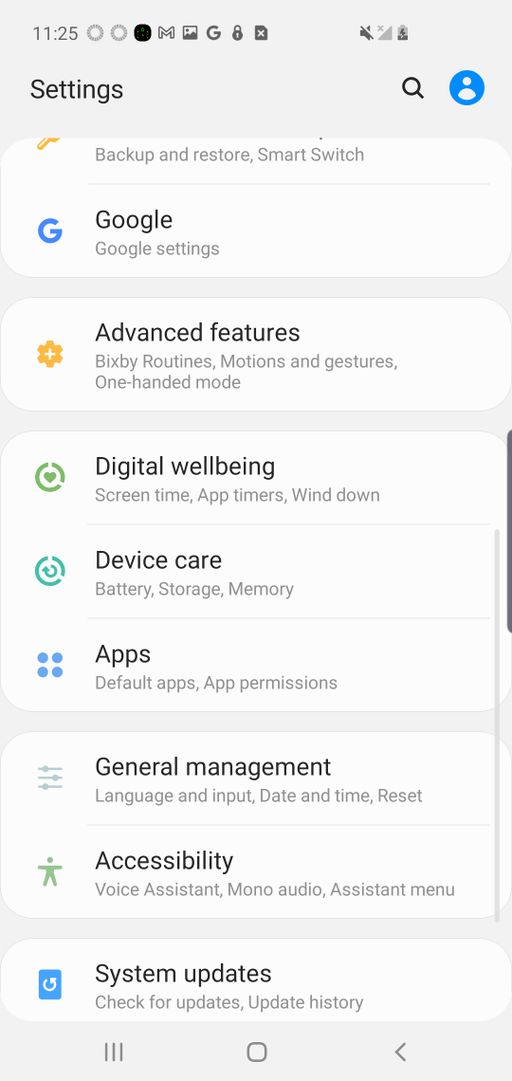 11:25
Settings
Backup and restore, Smart Switch
Google
Google settings
Advanced features
Bixby Routines, Motions and gestures,
One-handed mode
Digital wellbeing
Screen time, App timers, Wind down
Device care
Battery, Storage, Memory
Apps
Default apps, App permissions
General management
Language and input, Date and time, Reset
Accessibility
Voice Assistant, Mono audio, Assistant menu
System updates
Check for updates, Update history